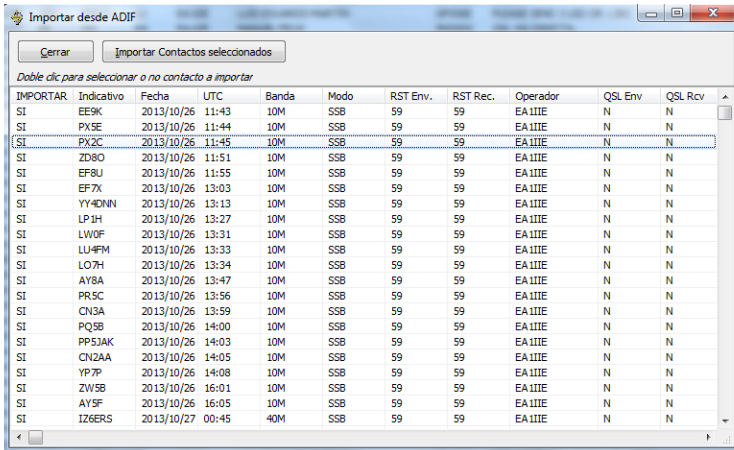 Importar desde ADIF
Cerrar Importar Contactos seleccionados
Doble clic para seleccionar o no contacto a importar
IMPORTAR Indicativo Fecha UTC Banda Modo RST Env. RST Rec. Operador QSL Env QSL Rcv
SI EE9K 2013/10/26 11:43 10M SSB 59 59 EA1IIE N N
SI PX5E 2013/10/26 11:44 10M SSB 59 59 EA1IIE N N
SI PX2C 2013/10/26 11:45 10M SSB 59 59 EA1IIE N N
SI ZD8O 2013/10/26 11:51 10M SSB 59 59 EA1IIE N N
SI EF8U 2013/10/26 11:55 10M SSB 59 59 EA1IIE N N
SI EF7X 2013/10/26 13:03 10M SSB 59 59 EA1IIE N N
SI YY4DNN 2013/10/26 13:13 10M SSB 59 59 EA1IIE N N
SI LP1H 2013/10/26 13:27 10M SSB 59 59 EA1IIE N N
SI LW0F 2013/10/26 13:31 10M SSB 59 59 EA1IIE N N
SI LU4FM 2013/10/26 13:33 10M SSB 59 59 EA1IIE N N
SI LO7H 2013/10/26 13:34 10M SSB 59 59 EA1IIE N N
SI AY8A 2013/10/26 13:47 10M SSB 59 59 EA1IIE N N
SI PR5C 2013/10/26 13:56 10M SSB 59 59 EA1IIE N N
SI CN3A 2013/10/26 13:59 10M SSB 59 59 EA1IIE N N
SI PQ5B 2013/10/26 14:00 10M SSB 59 59 EA1IIE N N
SI PP5JAK 2013/10/26 14:03 10M SSB 59 59 EA1IIE N N
SI CN2AA 2013/10/26 14:05 10M SSB 59 59 EA1IIE N N
SI YP7P 2013/10/26 14:08 10M SSB 59 59 EA1IIE N N
SI ZW5B 2013/10/26 16:01 10M SSB 59 59 EA1IIE N N
SI AY5F 2013/10/26 16:05 10M SSB 59 59 EA1IIE N N
SI IZ6ERS 2013/10/27 00:45 40M SSB 59 59 EA1IIE N N